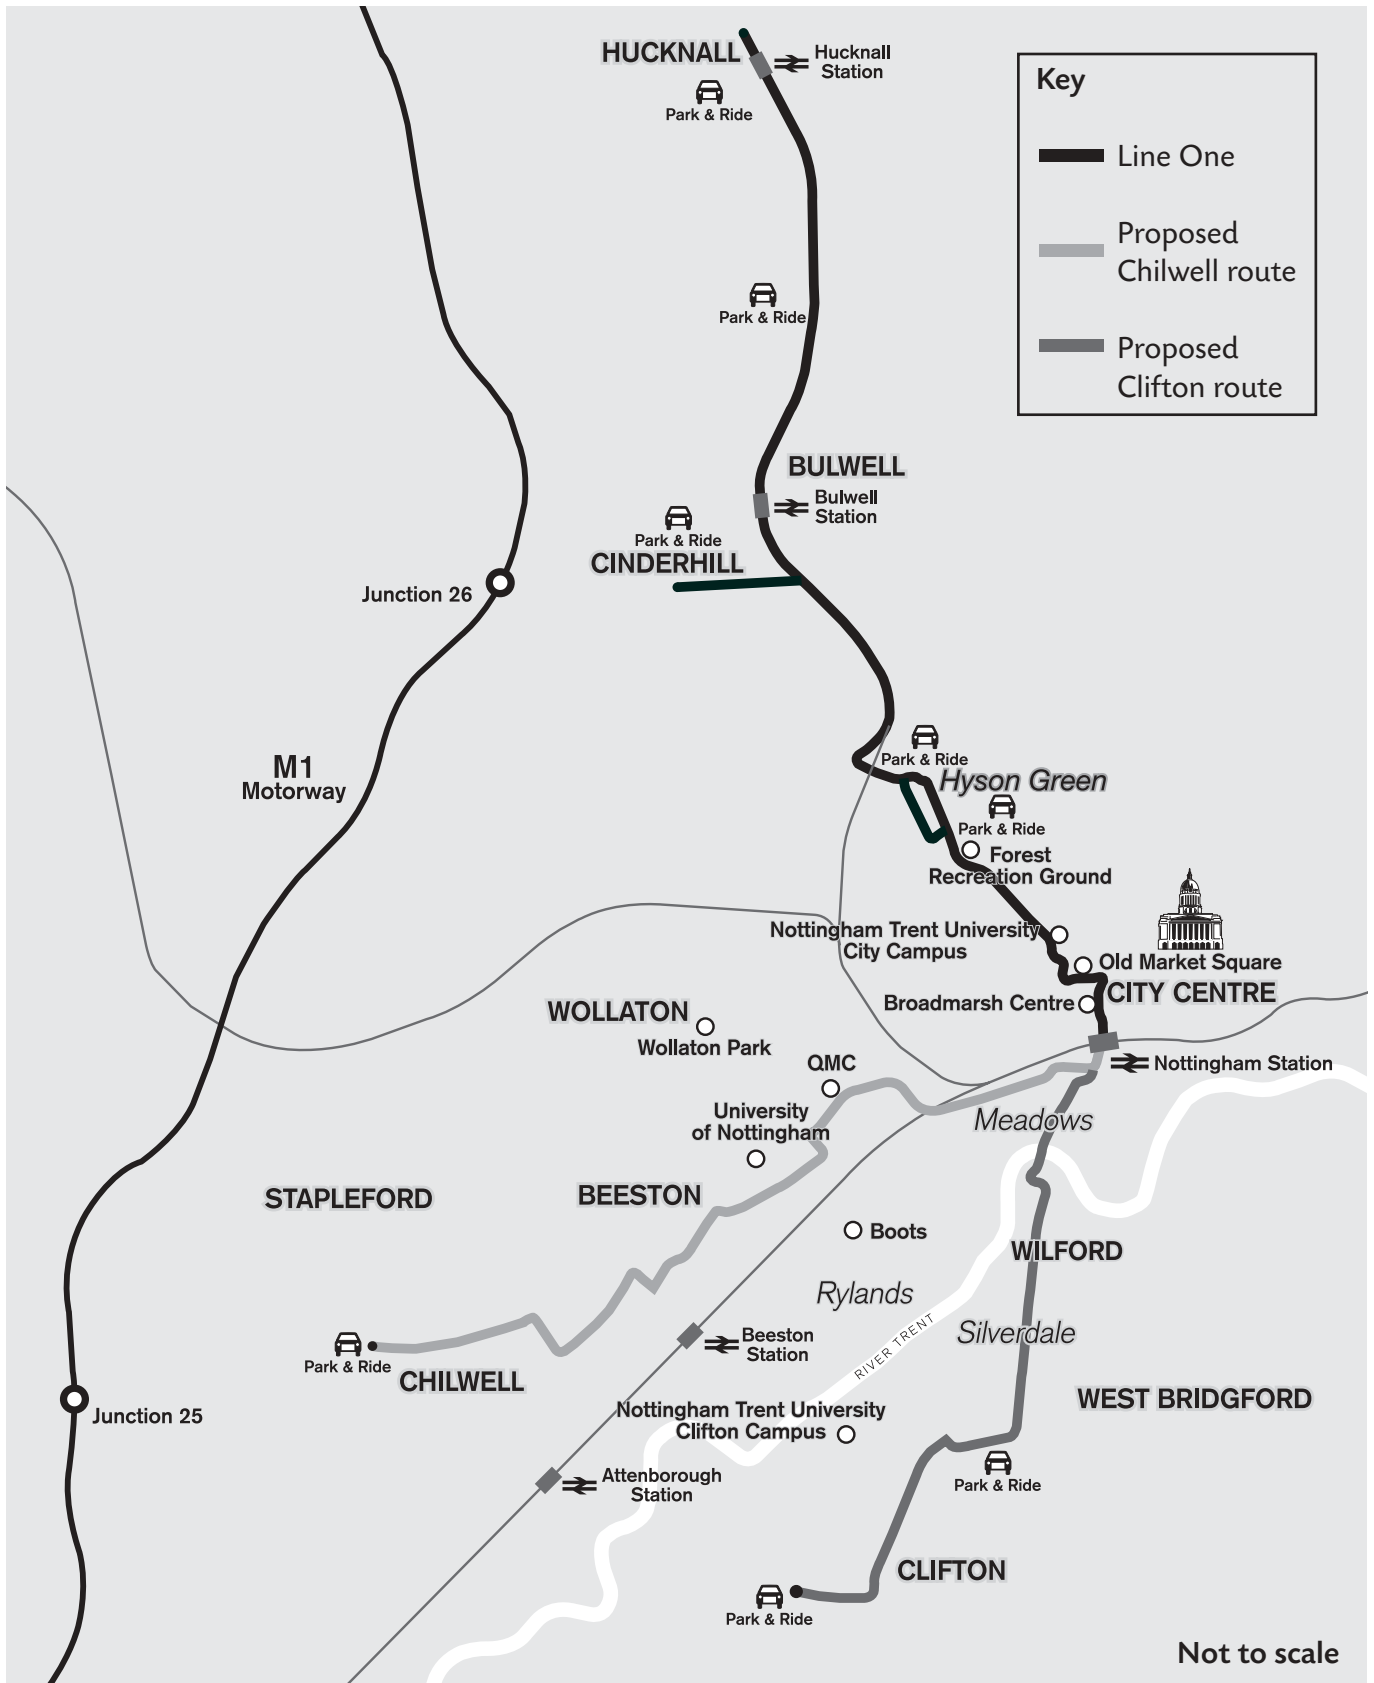 HUCKNALL
Hucknall
Station
Park & Ride
Key
Line One
Proposed
Chilwell route
Proposed
Clifton route
Park & Ride
BULWELL
Bulwell
Station
Park & Ride
CINDERHILL
Junction 26
M1
Motorway
Park & Ride
Hyson Green
Park & Ride
Forest
Recreation Ground
Nottingham Trent University
City Campus
Old Market Square
CITY CENTRE
Broadmarsh Centre
WOLLATON
Wollaton Park
QMC
Nottingham Station
University
of Nottingham
Meadows
STAPLEFORD
BEESTON
Boots
WILFORD
Rylands
Silverdale
RIVER TRENT
Beeston
Station
Park & Ride
CHILWELL
WEST BRIDGFORD
Junction 25
Nottingham Trent University
Clifton Campus
Attenborough
Station
Park & Ride
CLIFTON
Park & Ride
Not to scale